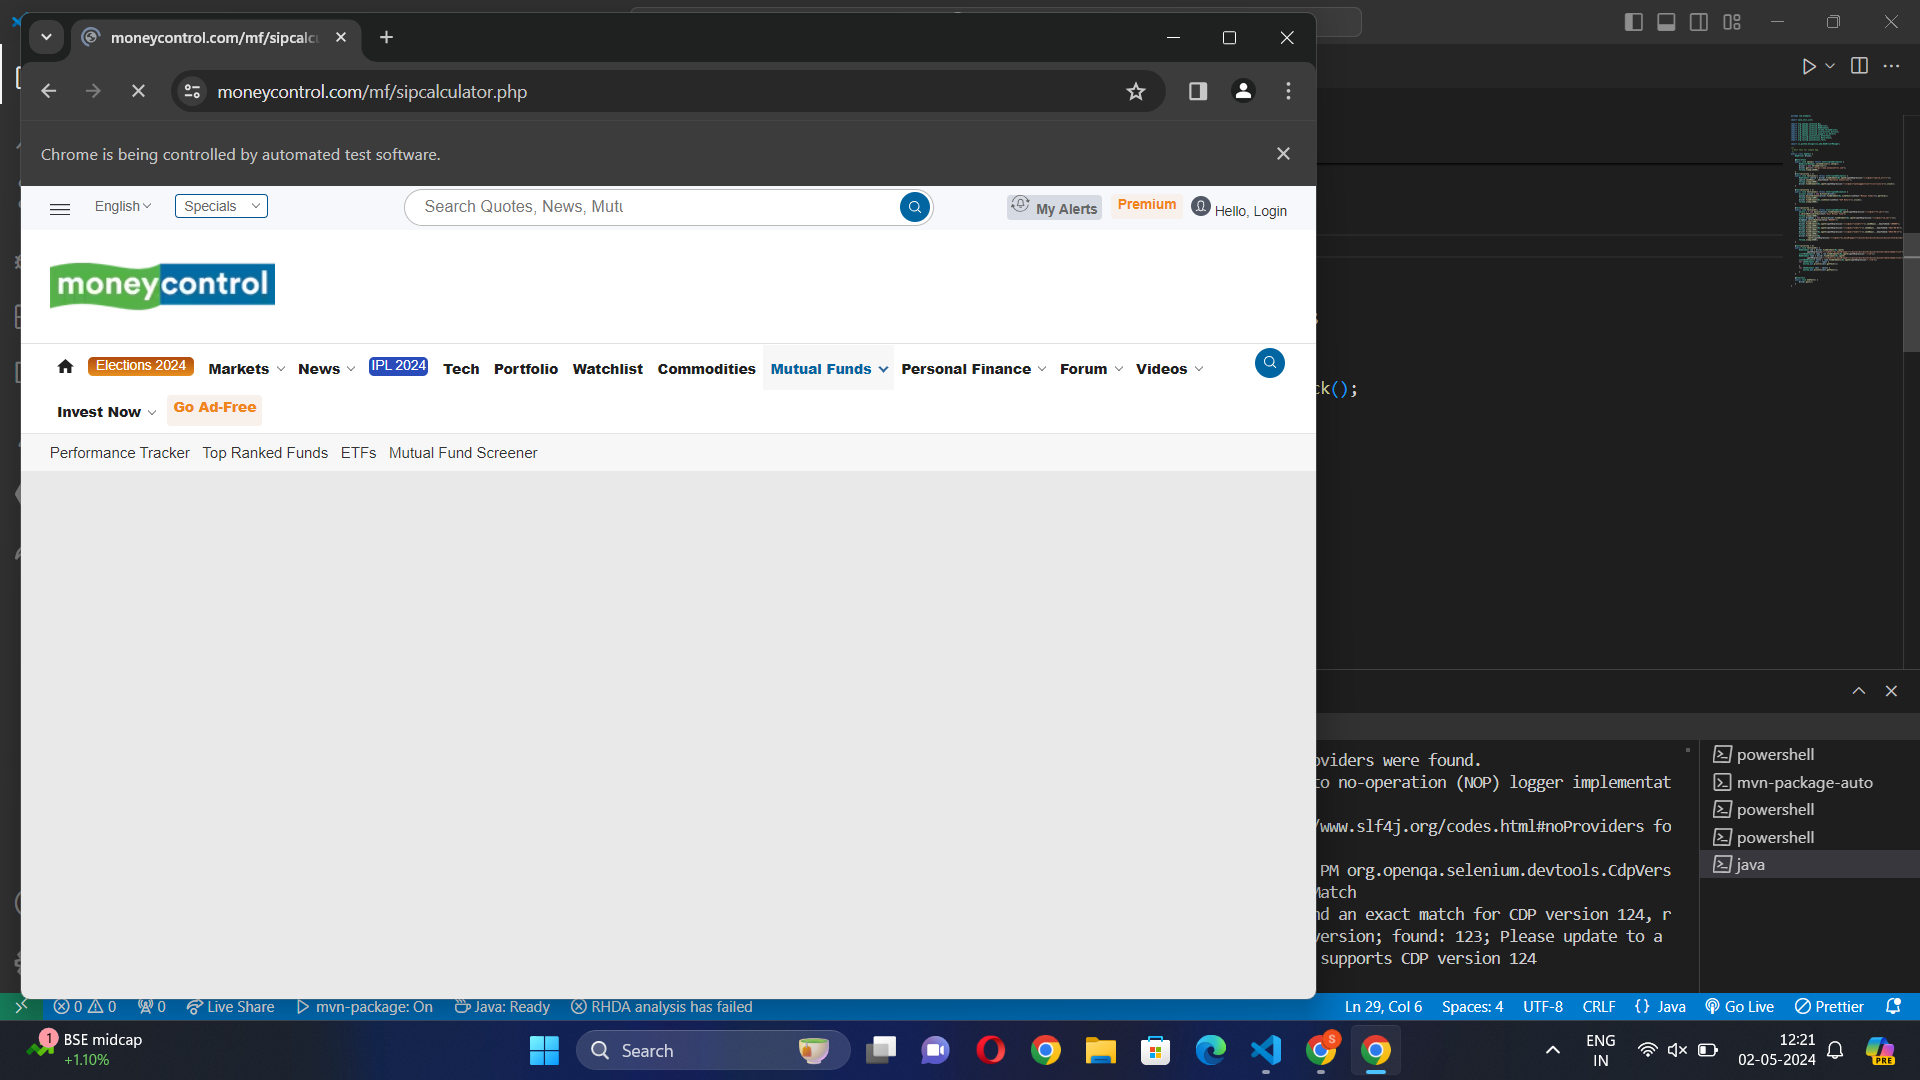 moneycontrol.com/mf/sipcalc
moneycontrol.com/mf/sipcalculator.php
Chrome is being controlled by automated test software.
English
Specials
Search Quotes, News, Mutu
My Alerts
Premium
Hello, Login
moneycontrol
Elections 2024
Markets
News
IPL 2024
Tech
Portfolio
Watchlist
Commodities
Mutual Funds
Personal Finance
Forum
Videos
Invest Now
Go Ad-Free
Performance Tracker
Top Ranked Funds
ETFs
Mutual Fund Screener
ck();
oviders were found.
to no-operation (NOP) logger implementat
/www.slf4j.org/codes.html#noProviders fo
PM org.openqa.selenium.devtools.CdpVers
Match
nd an exact match for CDP version 124, r
version; found: 123; Please update to a
supports CDP version 124
powershell
mvn-package-auto
powershell
powershell
java
0 0
0
Live Share
mvn-package: On
Java: Ready
RHDA analysis has failed
Ln 29, Col 6
Spaces: 4
UTF-8
CRLF
{ } Java
Go Live
Prettier
1
BSE midcap
+1.10%
Search
S
ENG
IN
12:21
02-05-2024
PRE